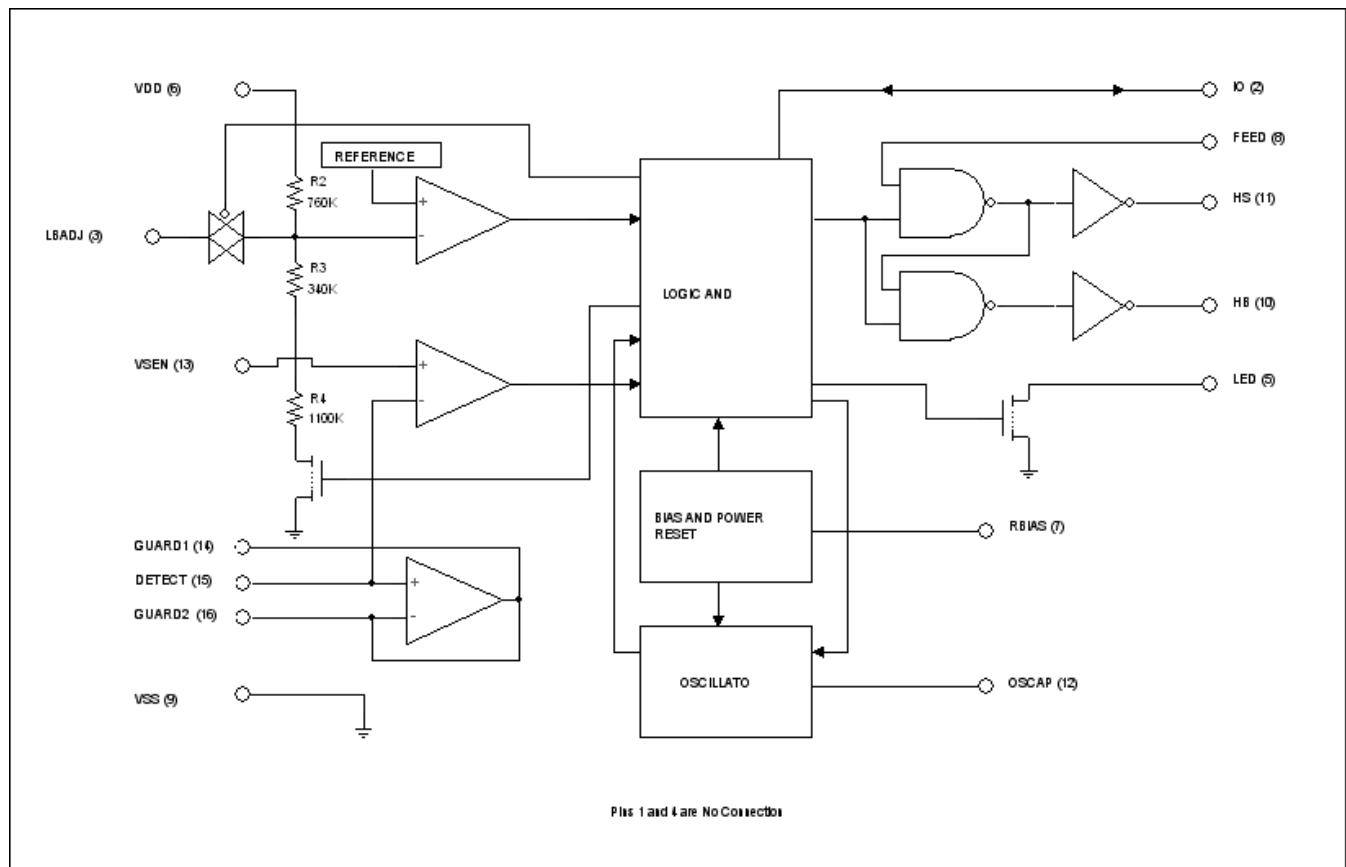 VDD (6)
IO (2)
FEED (8)
REFERENCE
R2
760K
+
-
HS (11)
LBADJ (3)
R3
340K
LOGIC AND
HB (10)
VSEN (13)
+
-
LED (5)
R4
1100K
BIAS AND POWER
RESET
RBIAS (7)
GUARD1 (14)
DETECT (15)
+
GUARD2 (16)
-
OSCILLATO
OSCAP (12)
VSS (9)
Pins 1 and 4 are No Connection